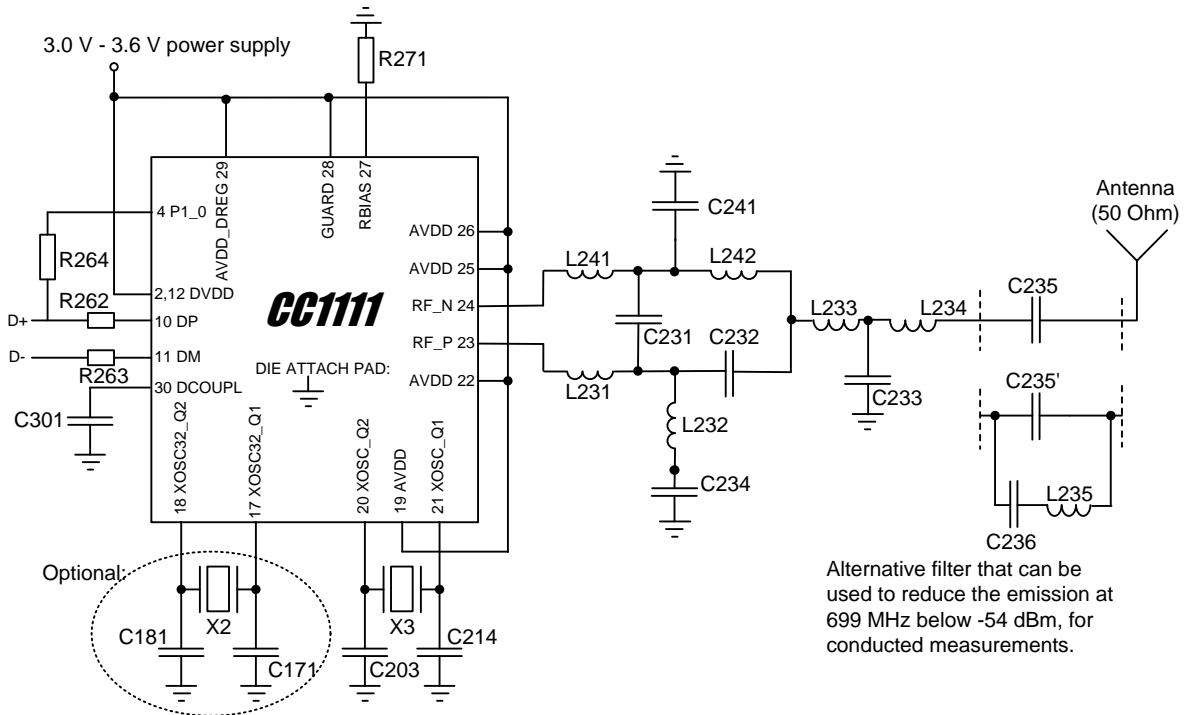 3.0 V - 3.6 V power supply
R271
AVDD_DREG 29
GUARD 28
RBIAS 27
4 P1_0
R264
AVDD 26
AVDD 25
2,12 DVDD
R262
D+
10 DP
CC1111
RF_N 24
RF_P 23
D-
11 DM
R263
DIE ATTACH PAD:
AVDD 22
30 DCOUPL
C301
18 XOSC32_Q2
17 XOSC32_Q1
20 XOSC_Q2
19 AVDD
21 XOSC_Q1
Optional:
X2
X3
C181
C171
C203
C214
C241
L241
L242
C231
C232
L231
L232
C234
L233
L234
C233
Antenna
(50 Ohm)
C235
C235'
L235
C236
Alternative filter that can be
used to reduce the emission at
699 MHz below -54 dBm, for
conducted measurements.